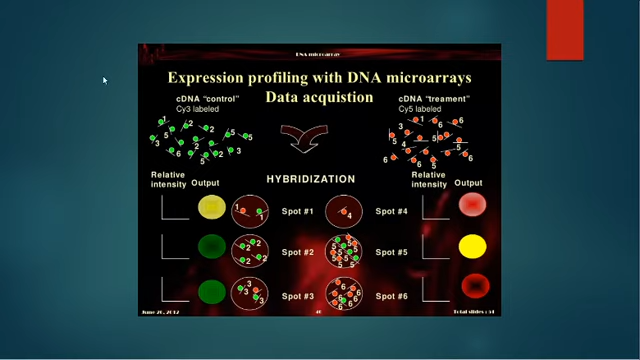 DNA microarray
Expression profiling with DNA microarrays
Data acquistion
cDNA "control"
Cy3 labeled
cDNA "treament"
Cy5 labeled
Relative
intensity
Output
HYBRIDIZATION
Relative
intensity
Output
Spot #1
Spot #4
Spot #2
Spot #5
Spot #3
Spot #6
June 20, 2012
40
Total slides : 51